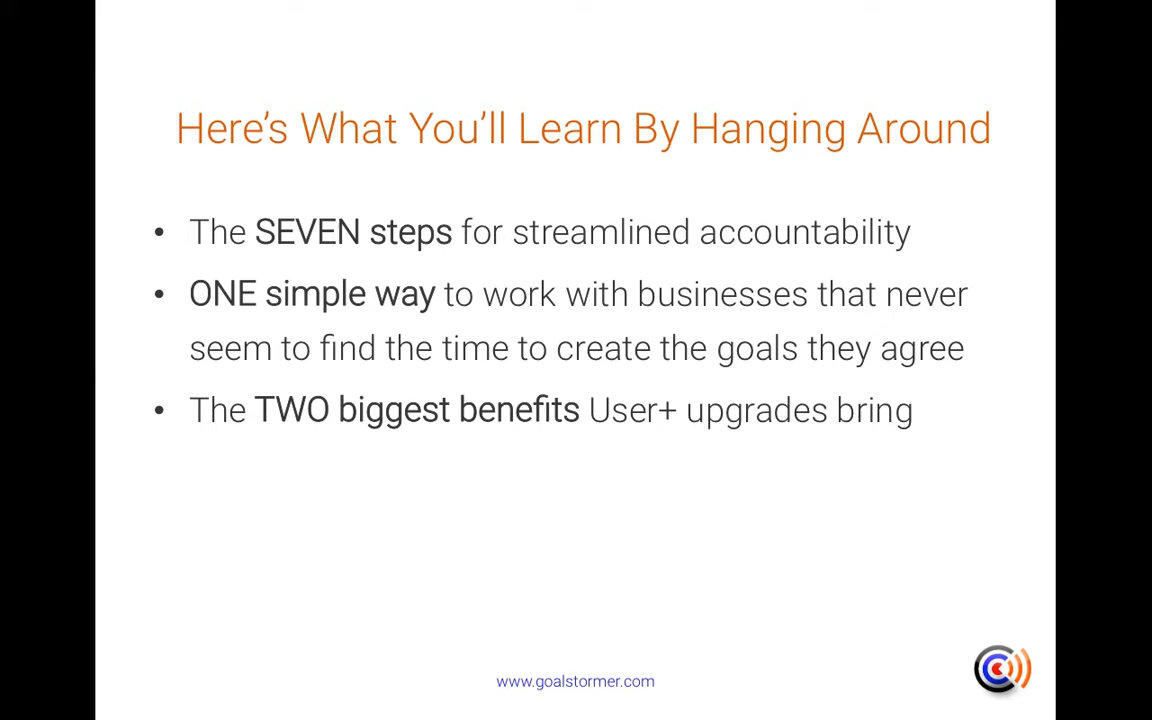 Here’s What You’ll Learn By Hanging Around
• The SEVEN steps for streamlined accountability
• ONE simple way to work with businesses that never
seem to find the time to create the goals they agree
• The TWO biggest benefits User+ upgrades bring
www.goalstormer.com